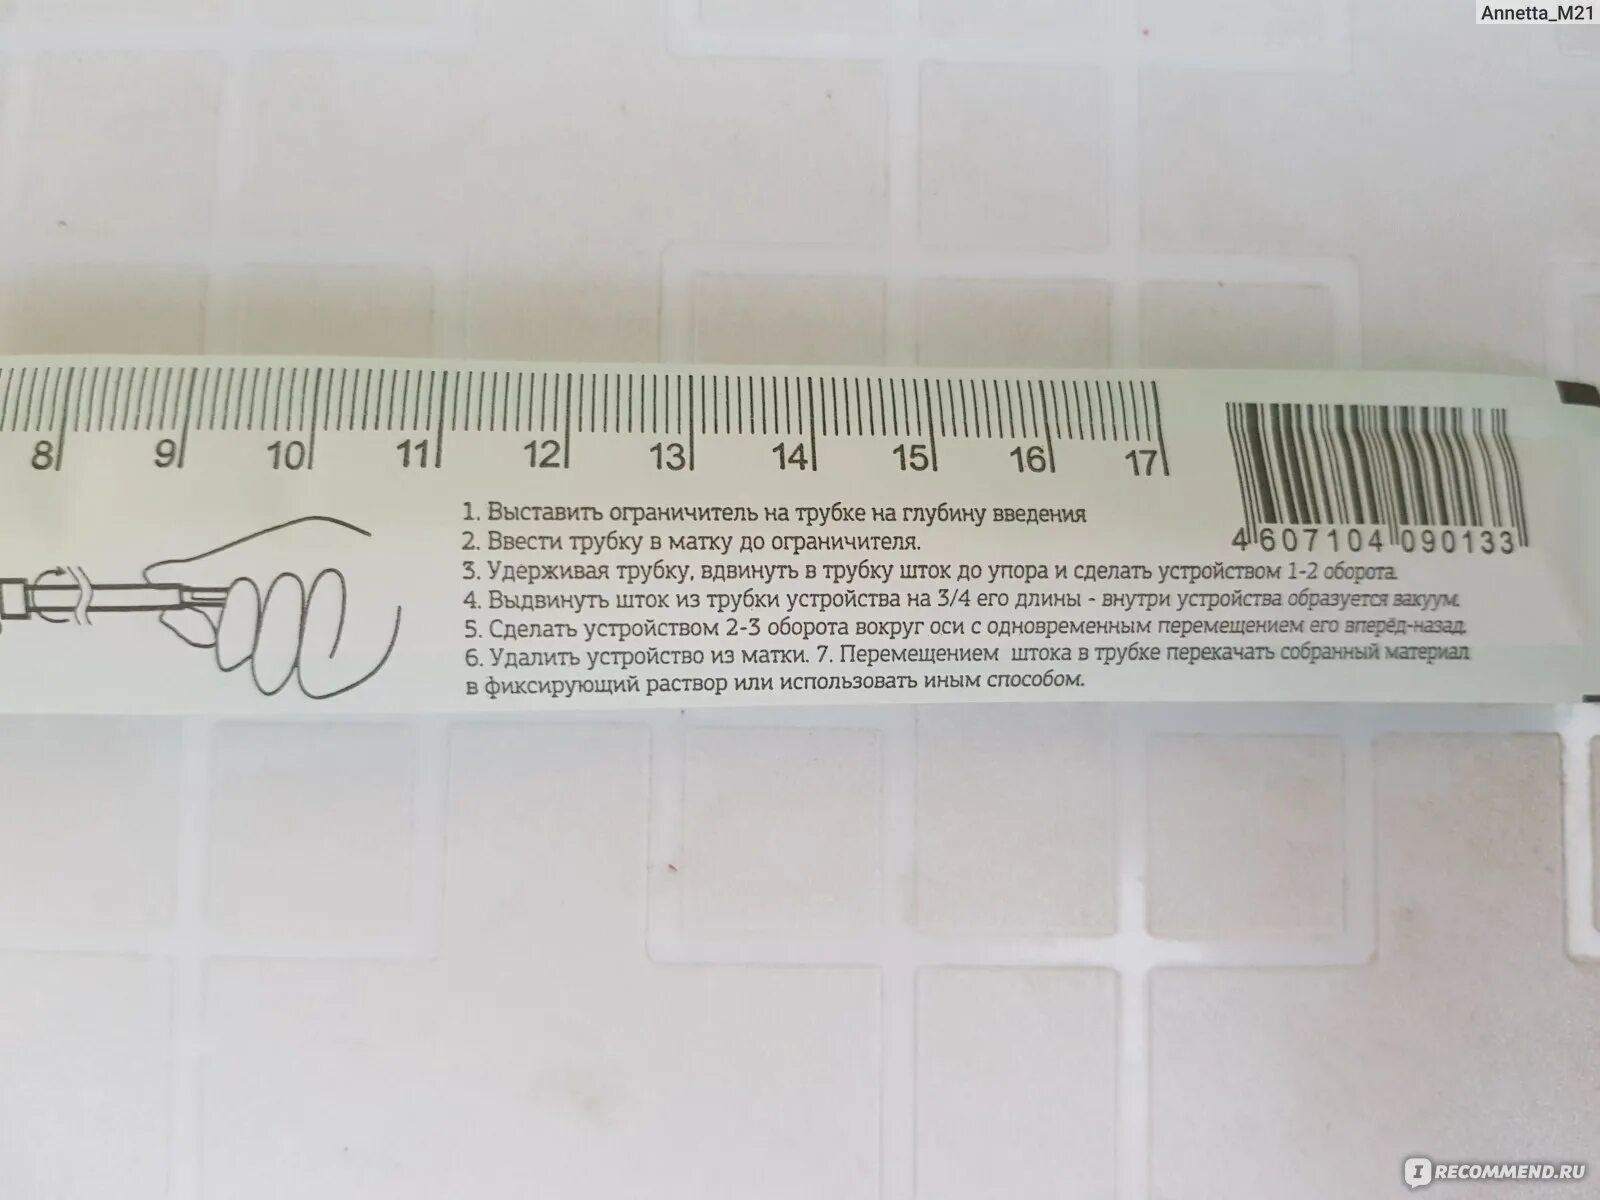 Annetta_M21
8 9 10 11 12 13 14 15 16 17
1. Выставить ограничитель на трубке на глубину введения
2. Ввести трубку в матку до ограничителя.
3. Удерживая трубку, вдвинуть в трубку шток до упора и сделать устройством 1-2 оборота.
4. Выдвинуть шток из трубки устройства на 3/4 его длины - внутри устройства образуется вакуум.
5. Сделать устройством 2-3 оборота вокруг оси с одновременным перемещением его вперёд-назад.
6. Удалить устройство из матки. 7. Перемещением штока в трубке перекачать собранный материал
в фиксирующий раствор или использовать иным способом.
4 607104 090133
IRECOMMEND.RU